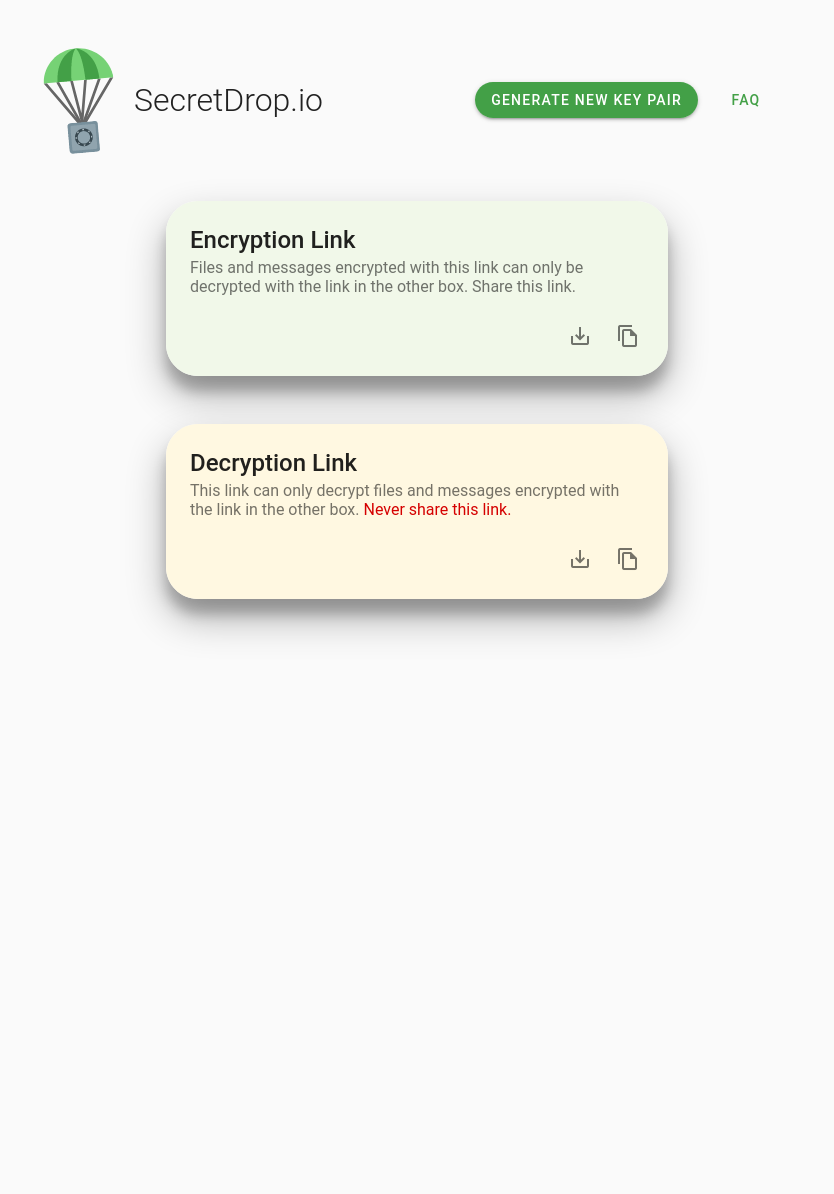 SecretDrop.io
GENERATE NEW KEY PAIR
FAQ
Encryption Link
Files and messages encrypted with this link can only be
decrypted with the link in the other box. Share this link.
Decryption Link
This link can only decrypt files and messages encrypted with
the link in the other box. Never share this link.